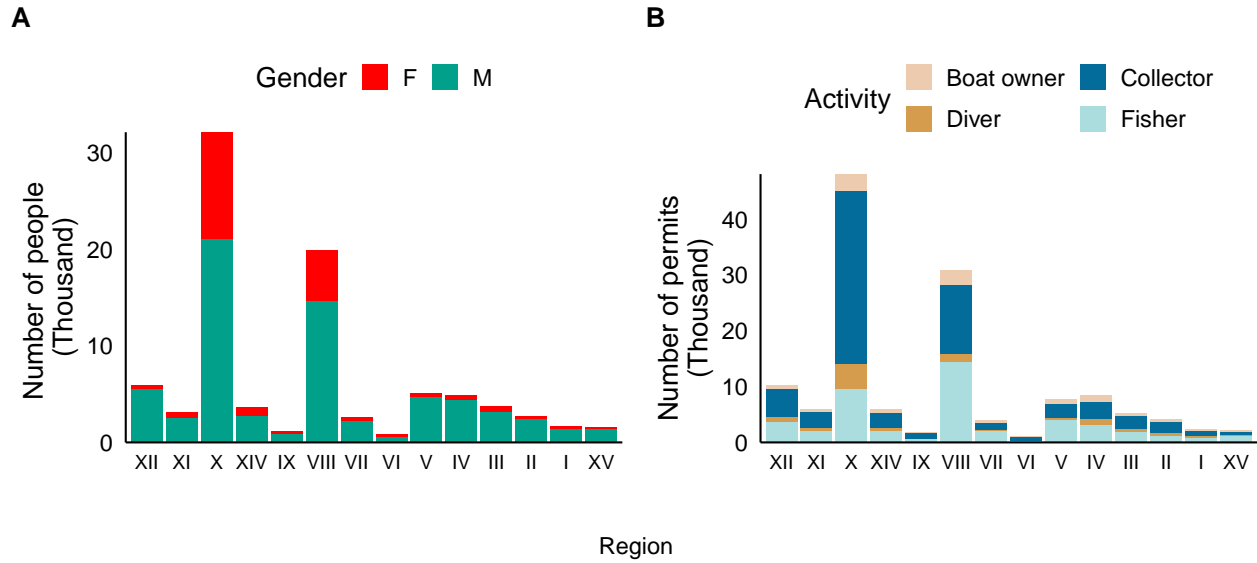 A
Gender F M
Number of people
(Thousand)
30
20
10
0
XII XI X XIV IX VIII VII VI V IV III II I XV
B
Activity
Boat owner Collector
Diver Fisher
Number of permits
(Thousand)
40
30
20
10
0
XII XI X XIV IX VIII VII VI V IV III II I XV
Region